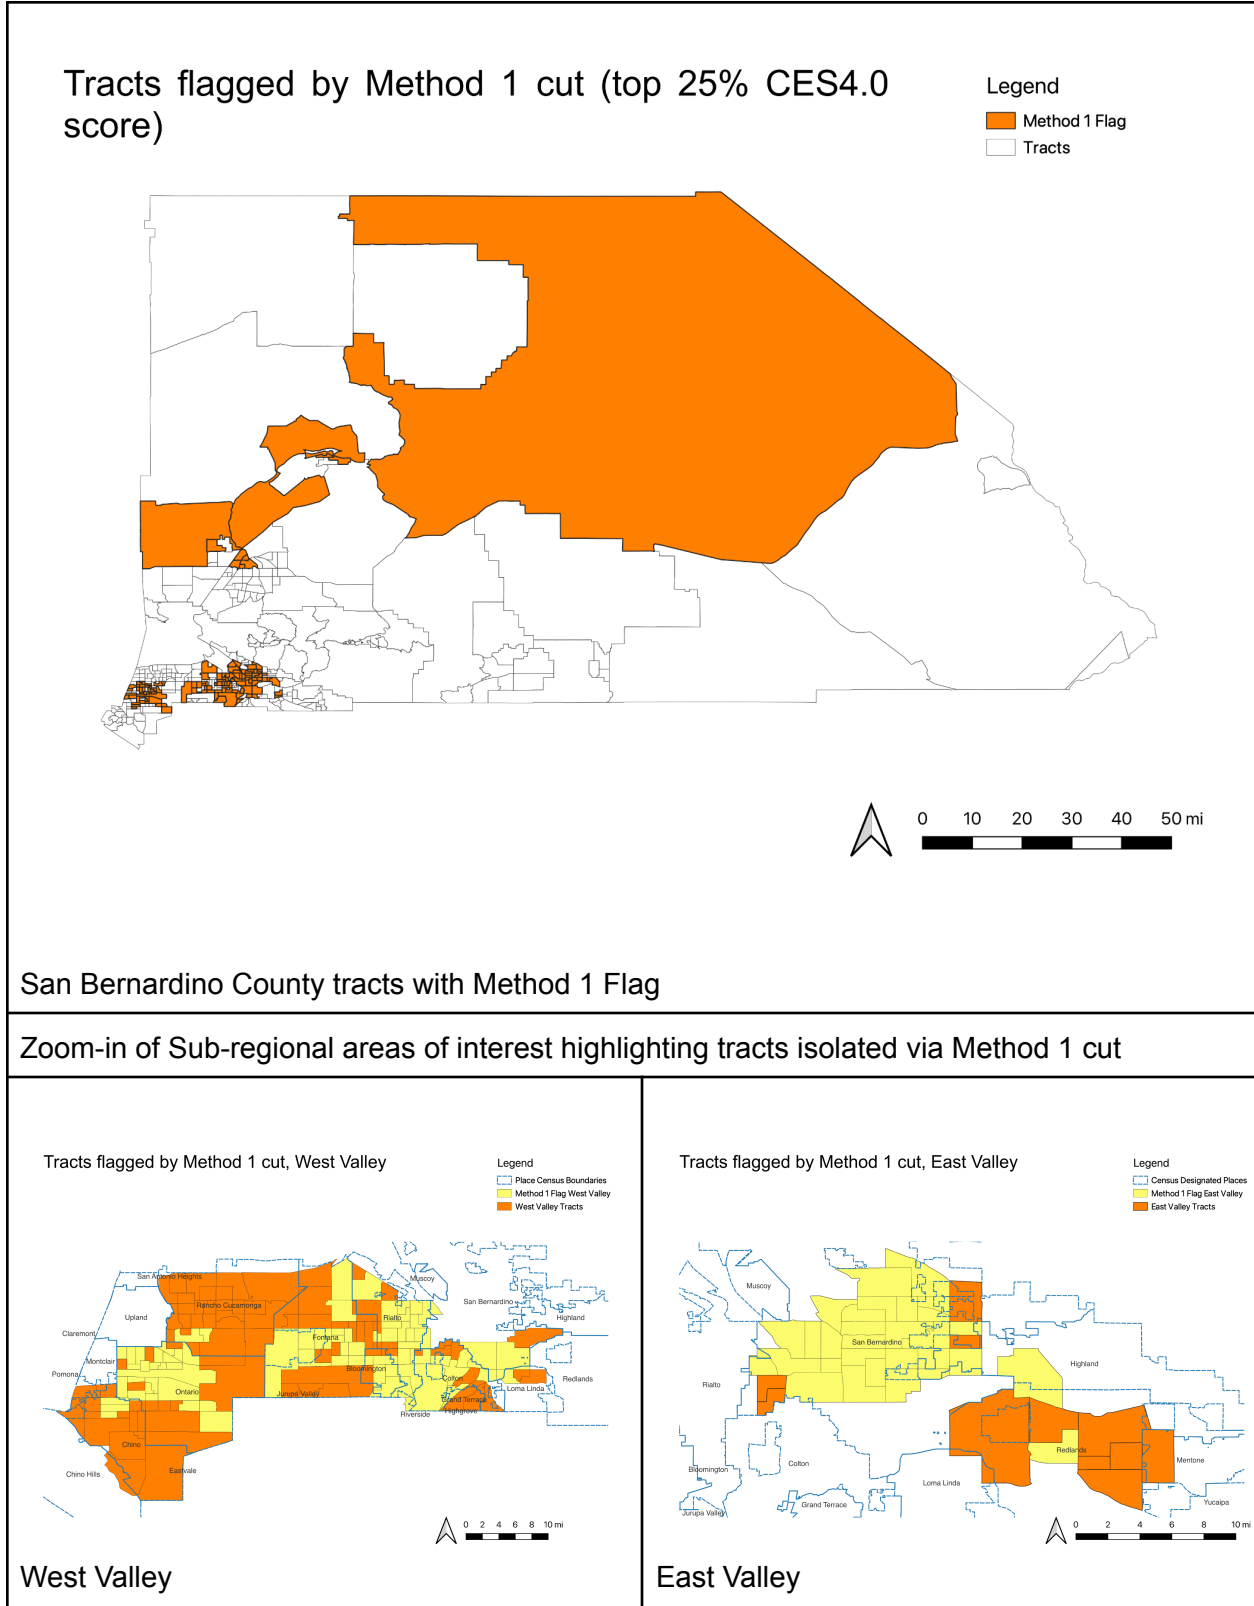 Tracts flagged by Method 1 cut (top 25% CES4.0
score)
Legend
Method 1 Flag
Tracts
0 10 20 30 40 50 mi
San Bernardino County tracts with Method 1 Flag
Zoom-in of Sub-regional areas of interest highlighting tracts isolated via Method 1 cut
Tracts flagged by Method 1 cut, West Valley
Legend
Place Census Boundaries
Method 1 Flag West Valley
West Valley Tracts
San Antonio Heights
Muscoy
Rancho Cucamonga
San Bernardino
Upland
Rialto
Highland
Claremont
Fontana
Montclair
Bloomington
Pomona
Colton
Redlands
Ontario
Jurupa Valley
Loma Linda
Grand Terrace
Riverside
Highgrove
Chino
Chino Hills
Eastvale
0 2 4 6 8 10 mi
West Valley
Tracts flagged by Method 1 cut, East Valley
Legend
Census Designated Places
Method 1 Flag East Valley
East Valley Tracts
Muscoy
San Bernardino
Highland
Rialto
Redlands
Mentone
Colton
Bloomington
Loma Linda
Grand Terrace
Yucaipa
Jurupa Valley
0 2 4 6 8 10 mi
East Valley